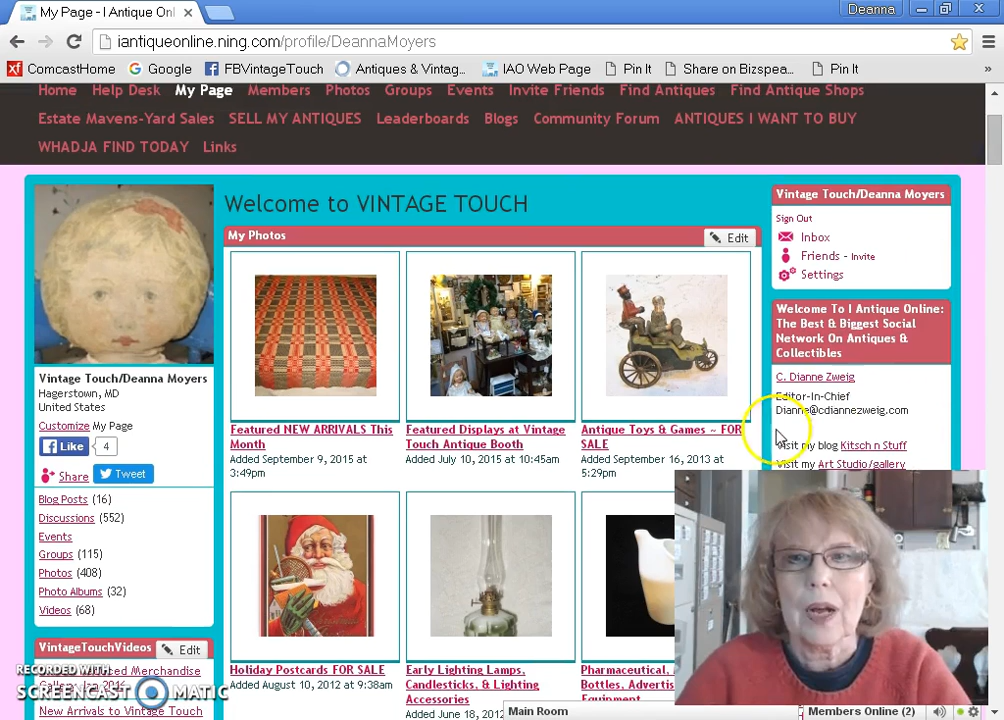 My Page - I Antique Onl
Deanna
iantiqueonline.ning.com/profile/DeannaMoyers
ComcastHome Google FBVintageTouch Antiques & Vintag... IAO Web Page Pin It Share on Bizspea... Pin It »
Home Help Desk My Page Members Photos Groups Events Invite Friends Find Antiques Find Antique Shops
Estate Mavens-Yard Sales SELL MY ANTIQUES Leaderboards Blogs Community Forum ANTIQUES I WANT TO BUY
WHADJA FIND TODAY Links
Vintage Touch/Deanna Moyers
Hagerstown, MD
United States
Customize My Page
Like 4
Share Tweet
Blog Posts (16)
Discussions (552)
Events
Groups (115)
Photos (408)
Photo Albums (32)
Videos (68)
VintageTouchVideos Edit
Merchandise
New Arrivals to Vintage Touch
RECORDED WITH
SCREENCAST MATIC
Welcome to VINTAGE TOUCH
My Photos Edit
Featured NEW ARRIVALS This
Month
Added September 9, 2015 at
3:49pm
Featured Displays at Vintage
Touch Antique Booth
Added July 10, 2015 at 10:45am
Antique Toys & Games ~ FOR
SALE
Added September 16, 2013 at
5:29pm
Holiday Postcards FOR SALE
Added August 10, 2012 at 9:38am
Early Lighting Lamps,
Candlesticks, & Lighting
Accessories
Added June 18, 2012
Pharmaceutical,
Bottles, Advertis
Vintage Touch/Deanna Moyers
Sign Out
Inbox
Friends - Invite
Settings
Welcome To I Antique Online:
The Best & Biggest Social
Network On Antiques &
Collectibles
C. Dianne Zweig
Editor-In-Chief
Dianne@cdiannezweig.com
Visit my blog Kitsch n Stuff
Visit my Art Studio/gallery
Main Room
Members Online (2)